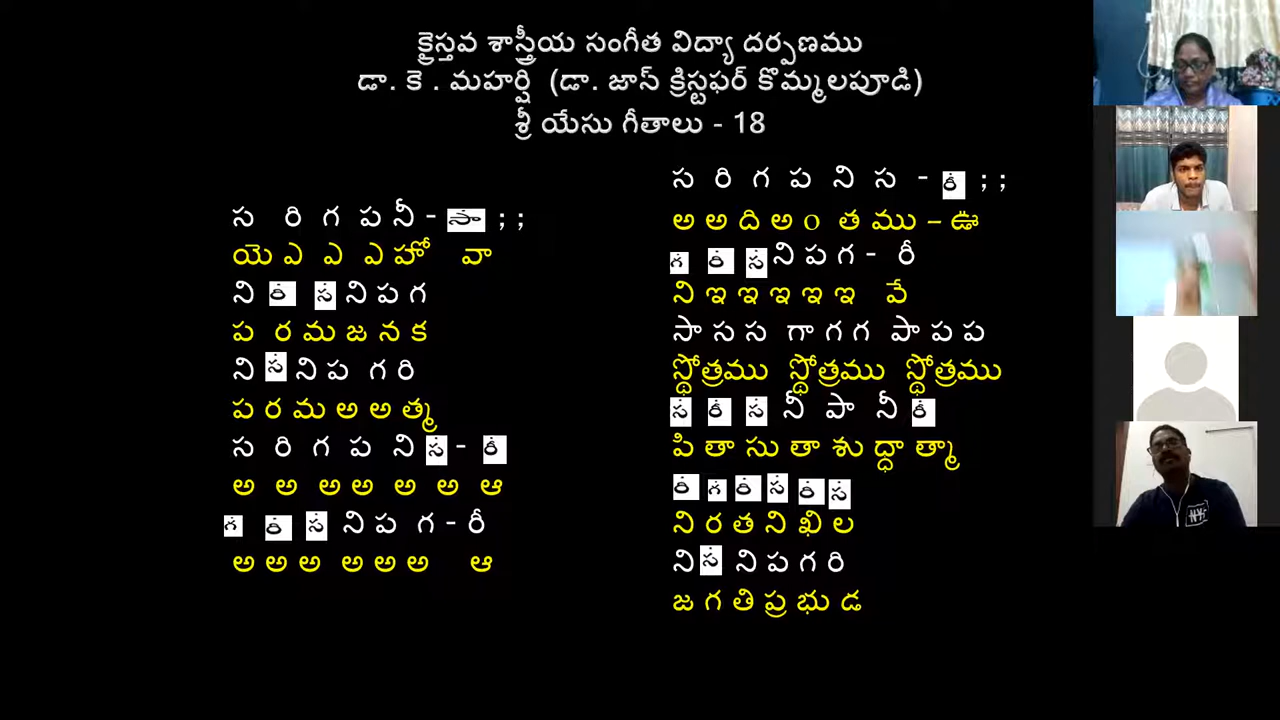 క్రైస్తవ శాస్త్రీయ సంగీత విద్యా దర్పణము
డా. కె . మహర్షి (డా. జాస్ క్రిస్టఫర్ కొమ్మలపూడి)
శ్రీ యేసు గీతాలు - 18
స రి గ ప నీ - సా ; ;
యె ఎ ఎ ఎ హో వా
ని రి స ని ప గ
ప ర మ జ న క
ని స ని ప గ రి
ప ర మ అ అ త్మ
స రి గ ప ని స - రీ
అ అ అ అ అ అ ఆ
గ రి స ని ప గ - రీ
అ అ అ అ అ అ ఆ
స రి గ ప ని స - రీ ; ;
అ అ ది అ ం త ము – ఊ
గ రి స ని ప గ - రీ
ని ఇ ఇ ఇ ఇ ఇ వే
సా స స గా గ గ పా ప ప
స్థోత్రము స్థోత్రము స్థోత్రము
స రీ స నీ పా నీ రీ
పి తా సు తా శు ద్ధా త్మా
రి గ రి స రి స
ని ర త ని ఖి ల
ని స ని ప గ రి
జ గ తి ప్ర భు డ